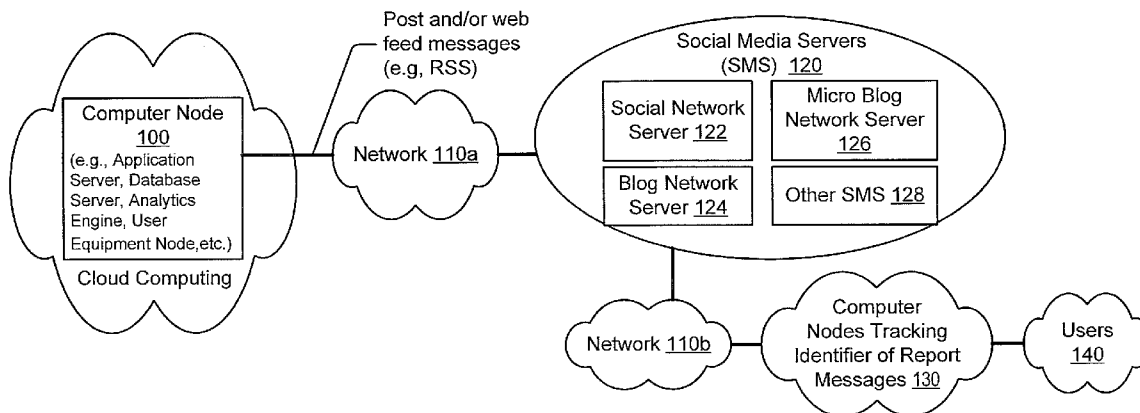 Post and/or web
feed messages
(e.g, RSS)
Computer Node
100
(e.g., Application
Server, Database
Server, Analytics
Engine, User
Equipment Node,etc.)
Cloud Computing
Network 110a
Social Media Servers
(SMS) 120
Social Network
Server 122
Micro Blog
Network Server
126
Blog Network
Server 124
Other SMS 128
Network 110b
Computer
Nodes Tracking
Identifier of Report
Messages 130
Users
140